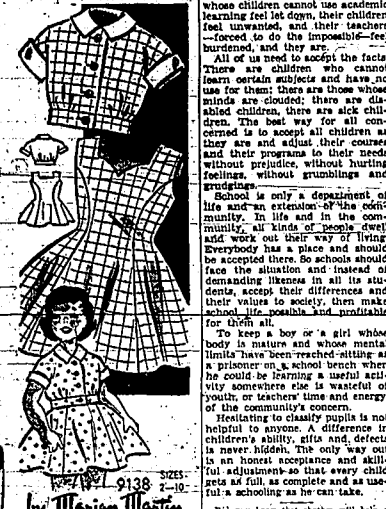 whose children cannot use academic
learning feel let down, their children
feel unwanted, and their teachers
—forced to do the impossible—feel
burdened, and they are.
All of us need to accept the facts.
There are children who cannot
learn certain subjects and have no
use for them; there are those whose
minds are clouded; there are dis-
abled children, there are sick chil-
dren. The best way for all con-
cerned is to accept all children as
they are and adjust their courses
and their programs to their needs
without prejudice, without hurting
feelings, without grumblings and
grudgings.
School is only a department of
life and an extension of the com-
munity. In life and in the com-
munity, all kinds of people dwell
and work out their way of living.
Everybody has a place and should
be accepted there. So schools should
face the situation and instead of
demanding likeness in all its stu-
dents, accept their differences and
their values to society, then make
school life possible and profitable
for them all.
To keep a boy or a girl whose
body is mature and whose mental
limits have been reached sitting as
a prisoner on a school bench when
he could be learning a useful acti-
vity somewhere else is wasteful of
youth, or teachers' time and energy
of the community's concern.
Hesitating to classify pupils is not
helpful to anyone. A difference in
children's ability, gifts and defects
is never hidden. The only way out
is an honest acceptance and skill-
ful adjustment so that every child
gets as full, as complete and as use-
ful a schooling as he can take.
9138 SIZES
2—10
by Marian Martin